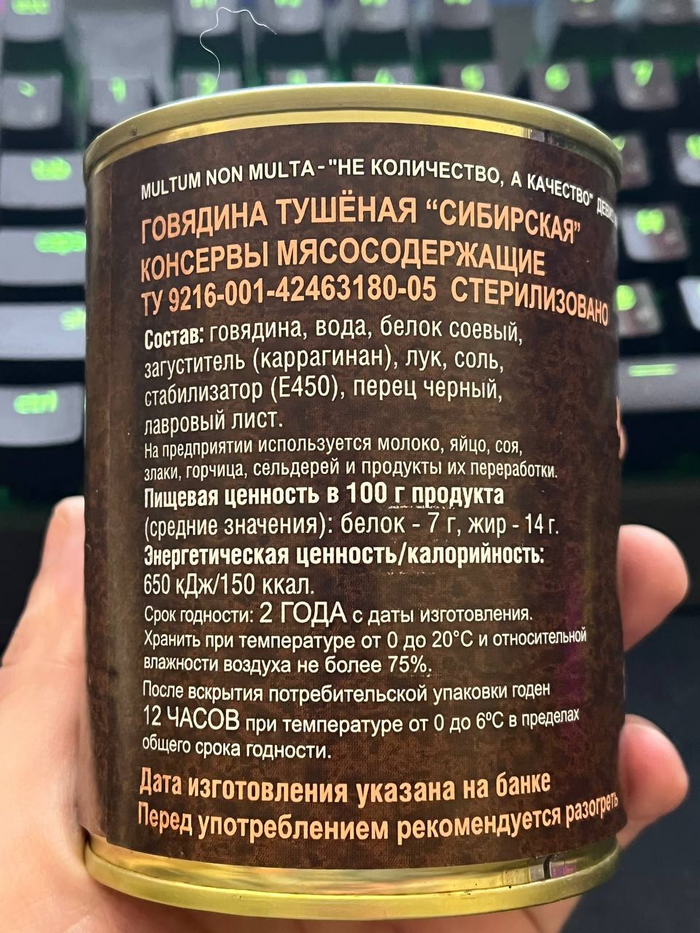 MULTUM NON MULTA - "НЕ КОЛИЧЕСТВО, А КАЧЕСТВО"
ГОВЯДИНА ТУШЁНАЯ “СИБИРСКАЯ”
КОНСЕРВЫ МЯСОСОДЕРЖАЩИЕ
ТУ 9216-001-42463180-05 СТЕРИЛИЗОВАНО
Состав: говядина, вода, белок соевый,
загуститель (каррагинан), лук, соль,
стабилизатор (Е450), перец черный,
лавровый лист.
На предприятии используется молоко, яйцо, соя,
злаки, горчица, сельдерей и продукты их переработки.
Пищевая ценность в 100 г продукта
(средние значения): белок - 7 г, жир - 14 г.
Энергетическая ценность/калорийность:
650 кДж/150 ккал.
Срок годности: 2 ГОДА с даты изготовления.
Хранить при температуре от 0 до 20°С и относительной
влажности воздуха не более 75%.
После вскрытия потребительской упаковки годен
12 ЧАСОВ при температуре от 0 до 6°С в пределах
общего срока годности.
Дата изготовления указана на банке
Перед употреблением рекомендуется разогреть
ctrl